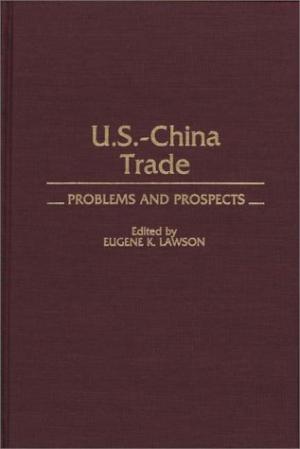 U.S.-China
Trade
PROBLEMS AND PROSPECTS
Edited by
EUGENE K. LAWSON